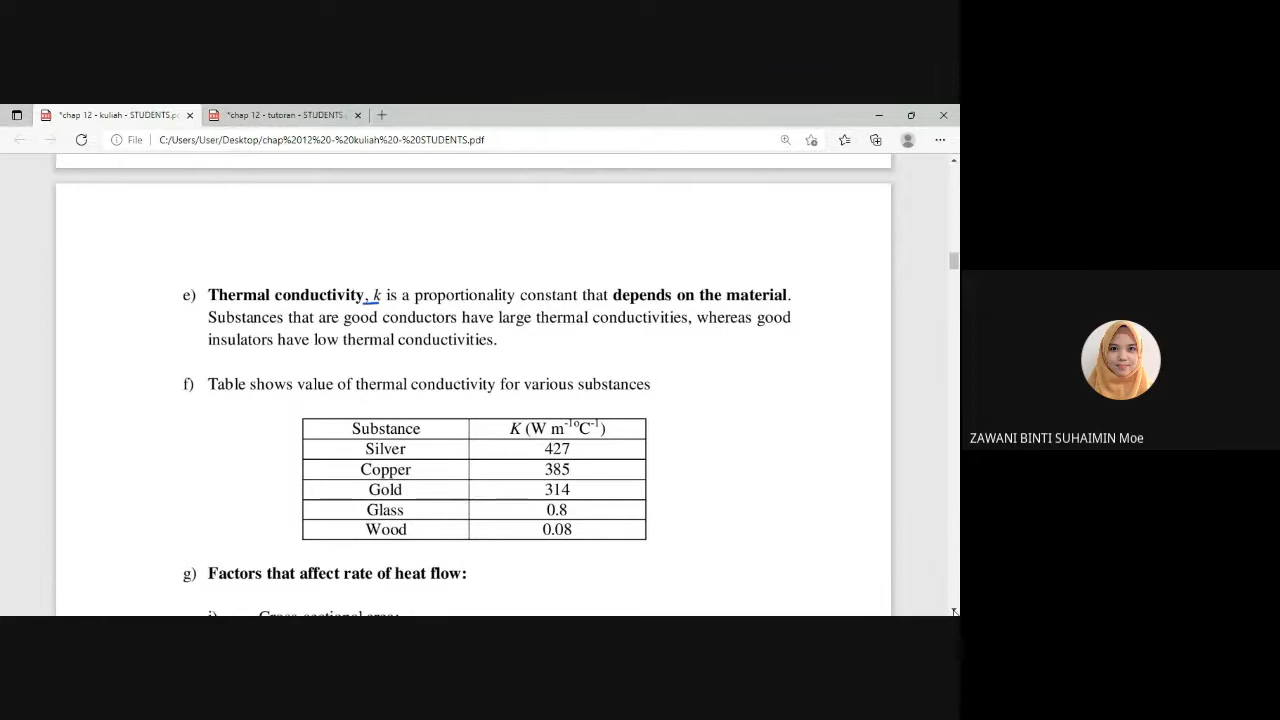 *chap 12 - kuliah - STUDENTS.pc
*chap 12 - tutoran - STUDENTS.
File
C:/Users/User/Desktop/chap%2012%20-%20kuliah%20-%20STUDENTS.pdf
e) Thermal conductivity, k is a proportionality constant that depends on the material.
Substances that are good conductors have large thermal conductivities, whereas good
insulators have low thermal conductivities.
f) Table shows value of thermal conductivity for various substances
Substance K (W m⁻¹°C⁻¹)
Silver 427
Copper 385
Gold 314
Glass 0.8
Wood 0.08
g) Factors that affect rate of heat flow:
i) Cross-sectional area:
ZAWANI BINTI SUHAIMIN Moe